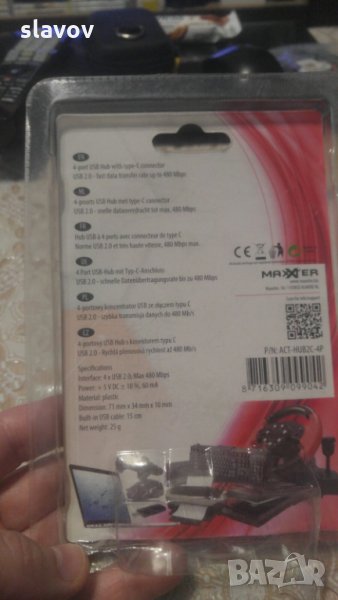 slavov
EN
4-port USB Hub with type-C connector
USB 2.0 - fast data transfer rate up to 480 Mbps
NL
4-poorts USB Hub met type-C connector
USB 2.0 - snelle dataoverdracht tot max. 480 Mbps
FR
Hub USB à 4 ports avec connecteur de type C
Norme USB 2.0 et très haute vitesse, 480 Mbps max.
DE
4 Port USB-Hub mit Typ-C-Anschluss
USB 2.0 - schnelle Datenübertragungsrate bis zu 480 Mbps
PL
4-portowy koncentrator USB ze złączem typu C
USB 2.0 - szybka transmisja danych do 480 Mb/s
CZ
4-portový USB Hub s konektorem typu C
USB 2.0 - Rychlá přenosová rychlost až 480 Mb/s
Specifications
Interface: 4 x USB 2.0; Max 480 Mbps
Power: + 5 V DC ± 10 %, 60 mA
Material: plastic
Dimension: 71 mm x 34 mm x 10 mm
Built-in USB cable: 15 cm
Net weight: 25 g
CE
MAXXTER
P/N: ACT-HUB2C-4P
8 716309 099042
BAZAR